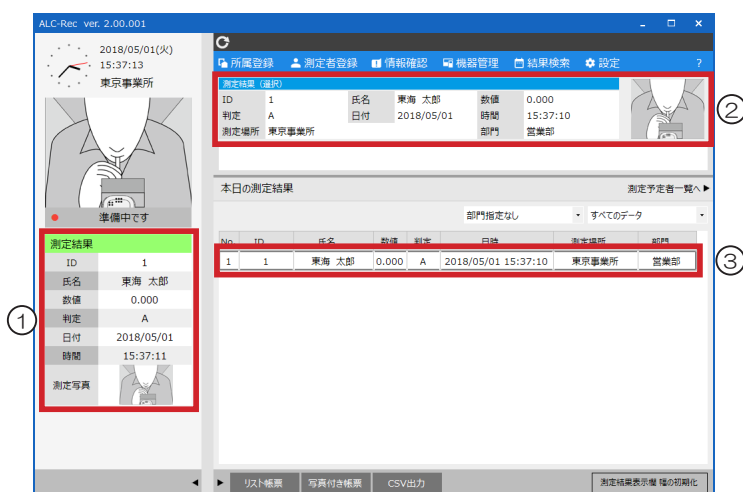 ALC-Rec ver. 2.00.001
2018/05/01(火)
15:37:13
東京事業所
準備中です
測定結果
ID 1
氏名 東海 太郎
数値 0.000
判定 A
日付 2018/05/01
時間 15:37:11
測定写真
①
所属登録 測定者登録 情報確認 機器管理 結果検索 設定 ?
測定結果（選択）
ID 1 氏名 東海 太郎 数値 0.000
判定 A 日付 2018/05/01 時間 15:37:10
測定場所 東京事業所 部門 営業部
②
本日の測定結果 測定予定者一覧へ▶
部門指定なし すべてのデータ
No. ID 氏名 数値 判定 日時 測定場所 部門
1 1 東海 太郎 0.000 A 2018/05/01 15:37:10 東京事業所 営業部
③
◀ ▶ リスト帳票 写真付き帳票 CSV出力 測定結果表示欄 幅の初期化